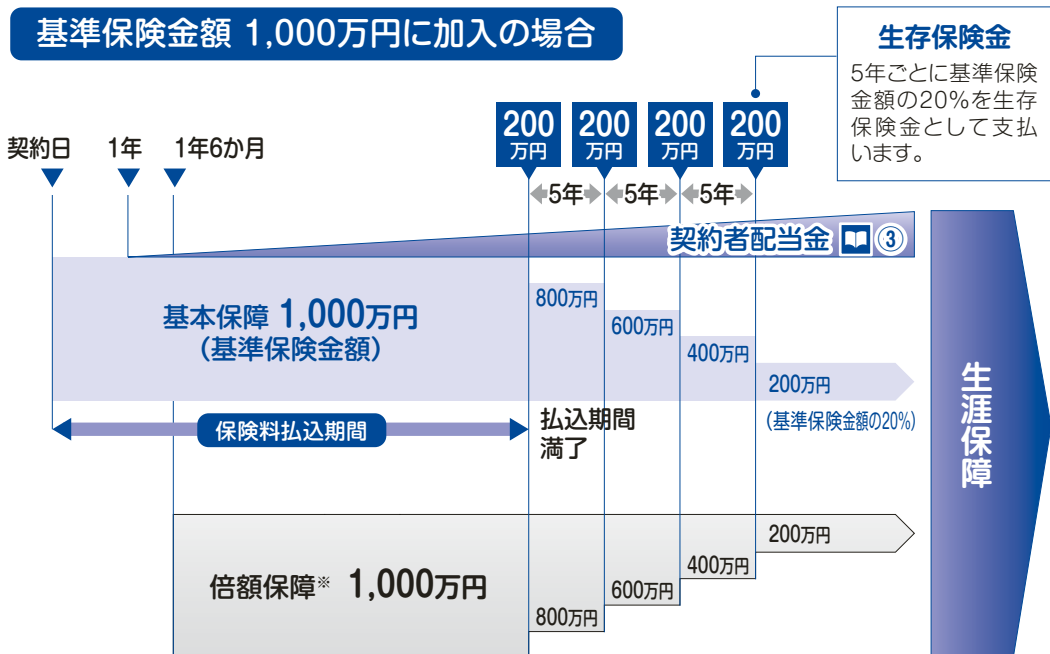 基準保険金額 1,000万円に加入の場合
生存保険金
5年ごとに基準保険
金額の20%を生存
保険金として支払
います。
契約日
1年
1年6か月
200
万円
200
万円
200
万円
200
万円
5年
5年
5年
契約者配当金 ③
基本保障 1,000万円
(基準保険金額)
800万円
600万円
400万円
200万円
(基準保険金額の20%)
保険料払込期間
払込期間
満了
生涯保障
倍額保障※ 1,000万円
800万円
600万円
400万円
200万円